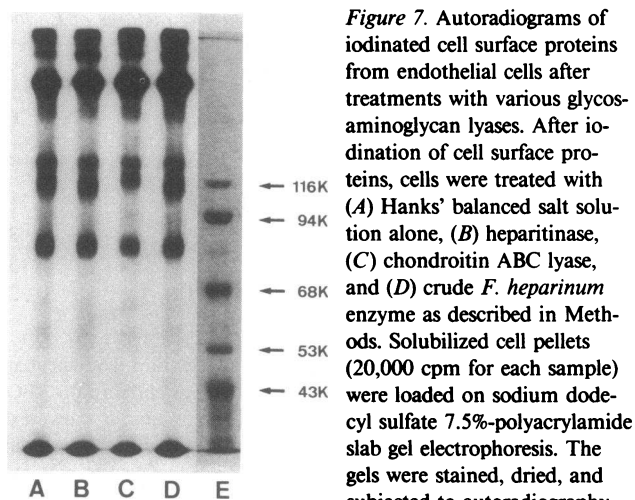 Figure 7. Autoradiograms of
iodinated cell surface proteins
from endothelial cells after
treatments with various glycos-
aminoglycan lyases. After io-
dination of cell surface pro-
teins, cells were treated with
(A) Hanks' balanced salt solu-
tion alone, (B) heparitinase,
(C) chondroitin ABC lyase,
and (D) crude F. heparinum
enzyme as described in Meth-
ods. Solubilized cell pellets
(20,000 cpm for each sample)
were loaded on sodium dode-
cyl sulfate 7.5%-polyacrylamide
slab gel electrophoresis. The
gels were stained, dried, and
subjected to autoradiography
116K
94K
68K
53K
43K
A B C D E